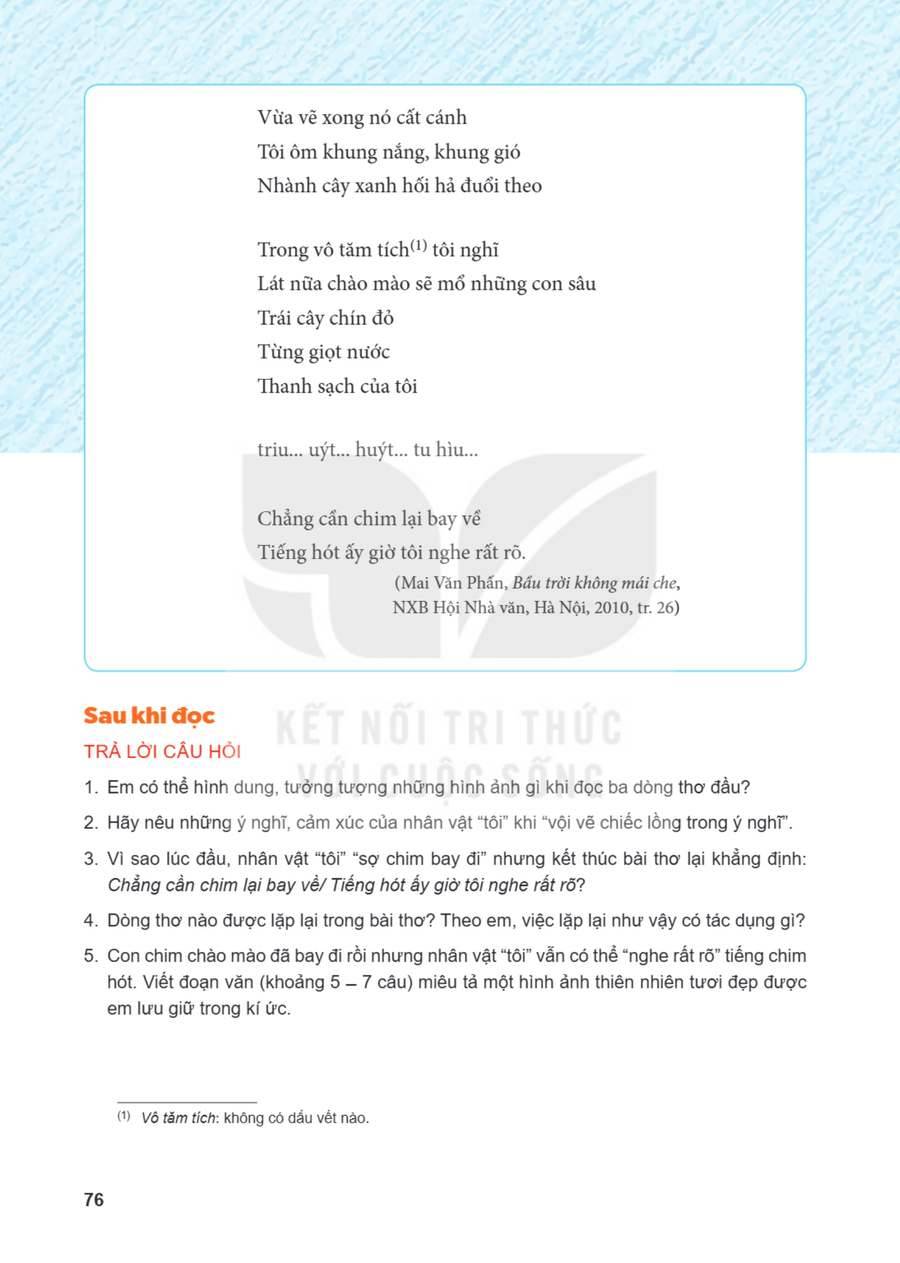 Vừa vẽ xong nó cất cánh
Tôi ôm khung nắng, khung gió
Nhành cây xanh hối hả đuổi theo
Trong vô tăm tích(1) tôi nghĩ
Lát nữa chào mào sẽ mổ những con sâu
Trái cây chín đỏ
Từng giọt nước
Thanh sạch của tôi
triu... uýt... huýt... tu hìu...
Chẳng cần chim lại bay về
Tiếng hót ấy giờ tôi nghe rất rõ.
(Mai Văn Phấn, Bầu trời không mái che,
NXB Hội Nhà văn, Hà Nội, 2010, tr. 26)
KẾT NỐI TRI THỨC
VỚI CUỘC SỐNG
Sau khi đọc
TRẢ LỜI CÂU HỎI
1. Em có thể hình dung, tưởng tượng những hình ảnh gì khi đọc ba dòng thơ đầu?
2. Hãy nêu những ý nghĩ, cảm xúc của nhân vật “tôi” khi “vội vẽ chiếc lồng trong ý nghĩ”.
3. Vì sao lúc đầu, nhân vật “tôi” “sợ chim bay đi” nhưng kết thúc bài thơ lại khẳng định:
Chẳng cần chim lại bay về/ Tiếng hót ấy giờ tôi nghe rất rõ?
4. Dòng thơ nào được lặp lại trong bài thơ? Theo em, việc lặp lại như vậy có tác dụng gì?
5. Con chim chào mào đã bay đi rồi nhưng nhân vật “tôi” vẫn có thể “nghe rất rõ” tiếng chim
hót. Viết đoạn văn (khoảng 5 – 7 câu) miêu tả một hình ảnh thiên nhiên tươi đẹp được
em lưu giữ trong kí ức.
(1) Vô tăm tích: không có dấu vết nào.
76